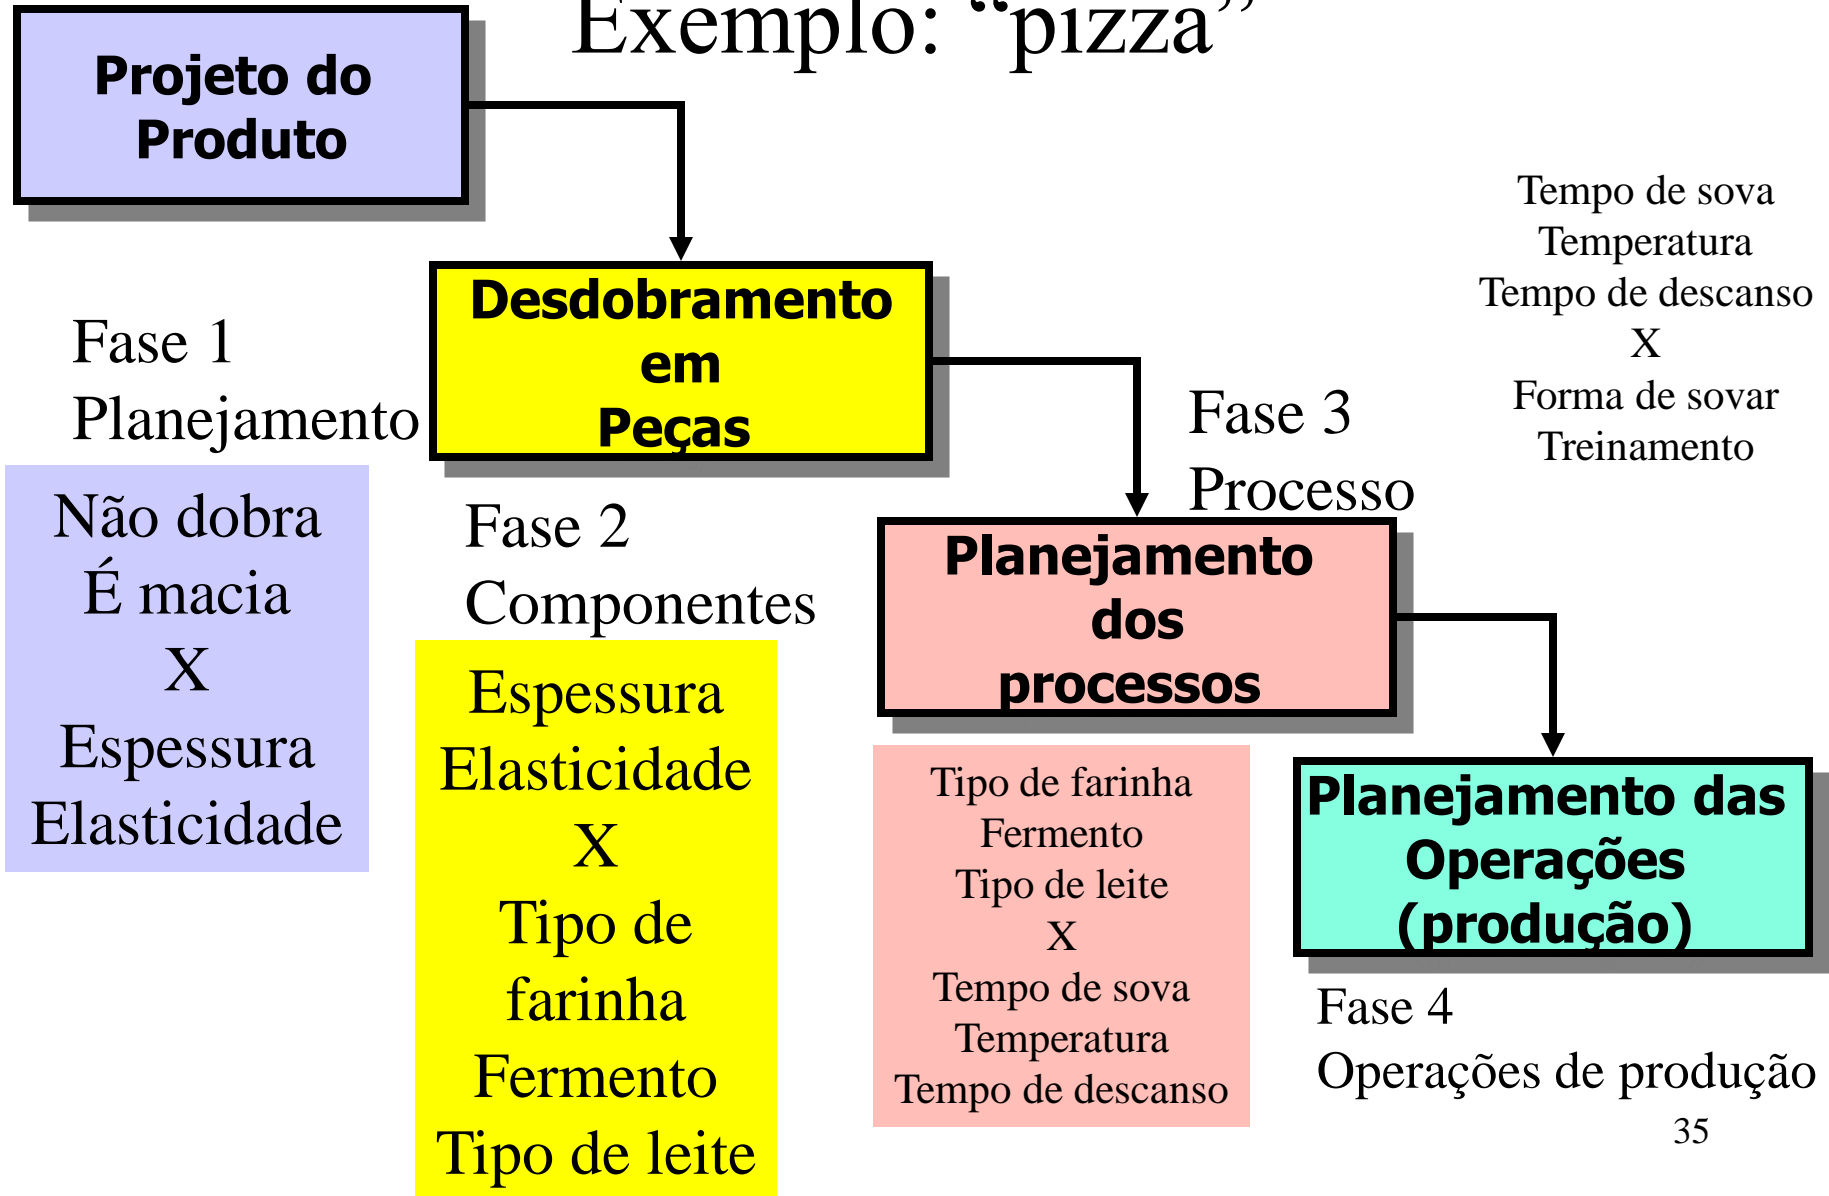 Exemplo: “pizza”
Projeto do
Produto
Fase 1
Planejamento
Não dobra
É macia
X
Espessura
Elasticidade
Desdobramento
em
Peças
Fase 2
Componentes
Espessura
Elasticidade
X
Tipo de
farinha
Fermento
Tipo de leite
Fase 3
Processo
Planejamento
dos
processos
Tipo de farinha
Fermento
Tipo de leite
X
Tempo de sova
Temperatura
Tempo de descanso
Tempo de sova
Temperatura
Tempo de descanso
X
Forma de sovar
Treinamento
Planejamento das
Operações
(produção)
Fase 4
Operações de produção
35